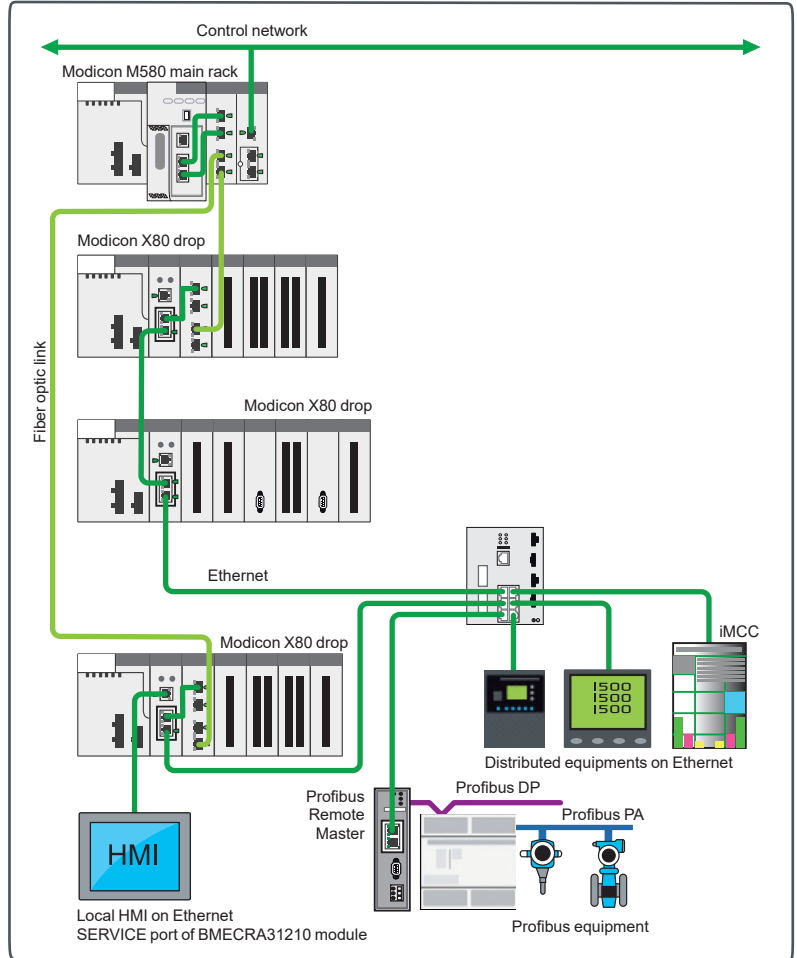 Control network
Modicon M580 main rack
Modicon X80 drop
Fiber optic link
Modicon X80 drop
Ethernet
Modicon X80 drop
iMCC
1500
1500
1500
Distributed equipments on Ethernet
Profibus
Remote
Master
Profibus DP
Profibus PA
HMI
Profibus equipment
Local HMI on Ethernet
SERVICE port of BMECRA31210 module